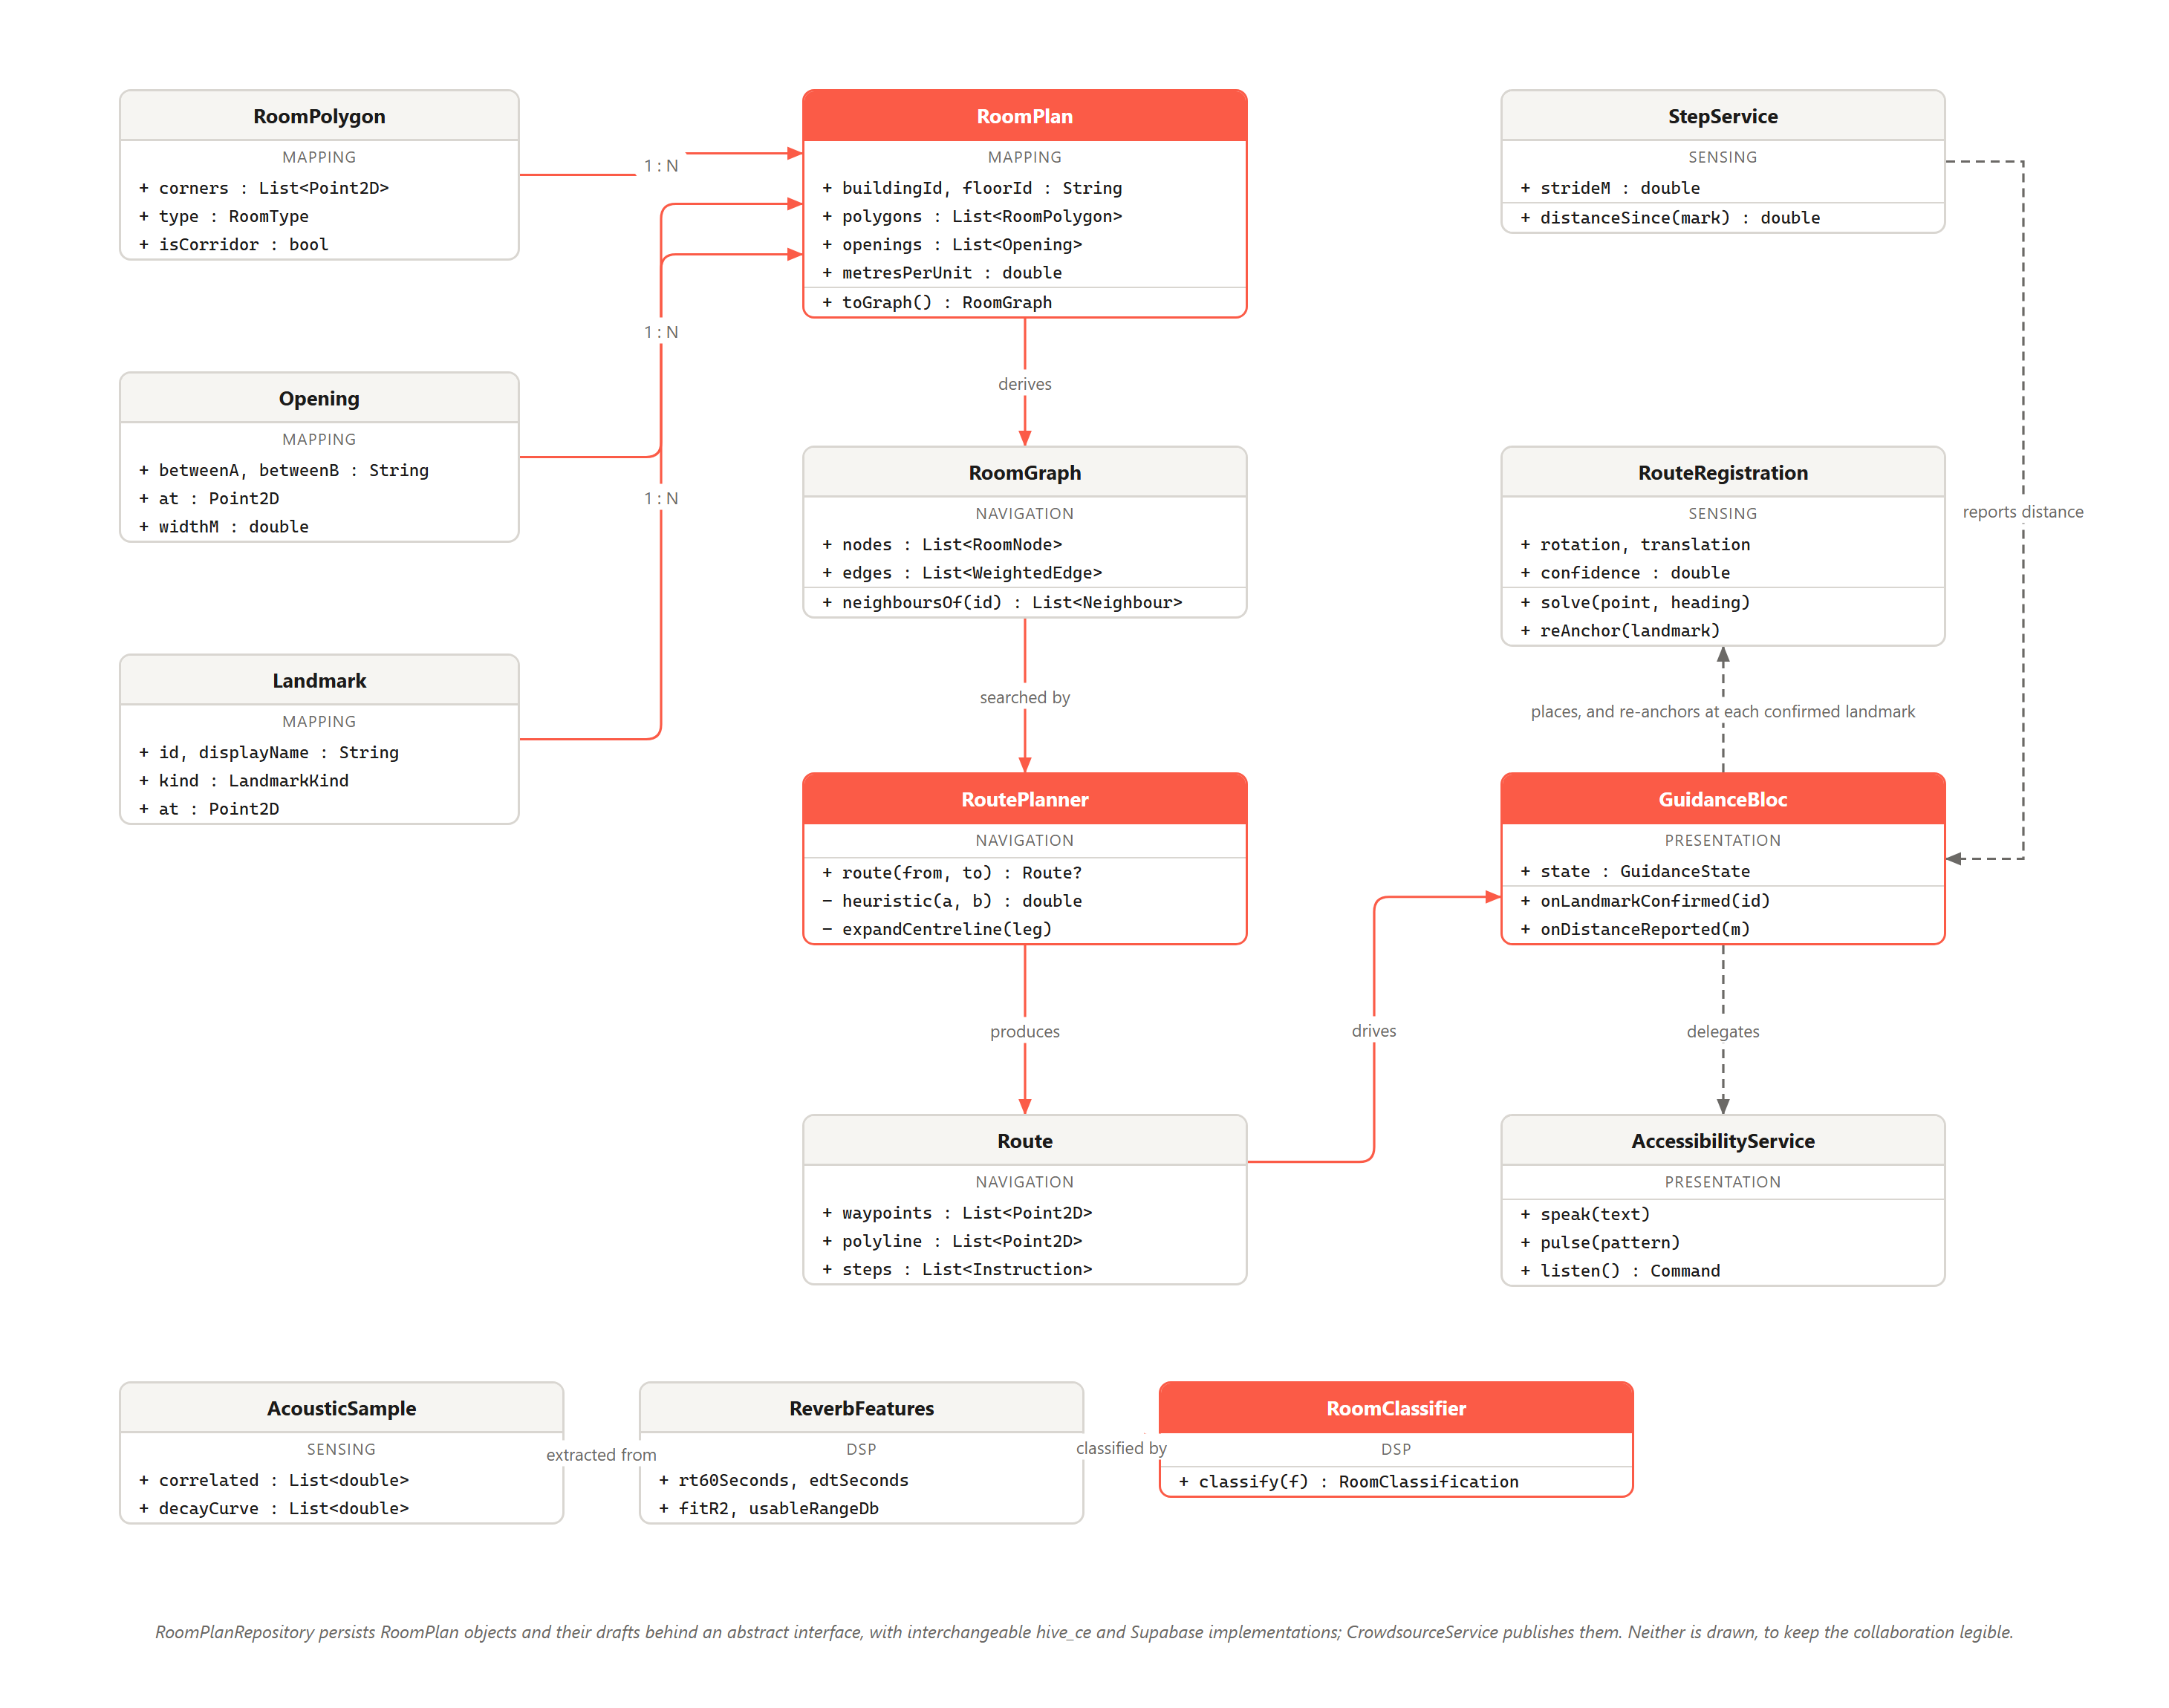 RoomPolygon
MAPPING
+ corners : List<Point2D>
+ type : RoomType
+ isCorridor : bool
1 : N
RoomPlan
MAPPING
+ buildingId, floorId : String
+ polygons : List<RoomPolygon>
+ openings : List<Opening>
+ metresPerUnit : double
+ toGraph() : RoomGraph
StepService
SENSING
+ strideM : double
+ distanceSince(mark) : double
1 : N
derives
Opening
MAPPING
+ betweenA, betweenB : String
+ at : Point2D
+ widthM : double
1 : N
RoomGraph
NAVIGATION
+ nodes : List<RoomNode>
+ edges : List<WeightedEdge>
+ neighboursOf(id) : List<Neighbour>
RouteRegistration
SENSING
+ rotation, translation
+ confidence : double
+ solve(point, heading)
+ reAnchor(landmark)
reports distance
Landmark
MAPPING
+ id, displayName : String
+ kind : LandmarkKind
+ at : Point2D
searched by
places, and re-anchors at each confirmed landmark
RoutePlanner
NAVIGATION
+ route(from, to) : Route?
− heuristic(a, b) : double
− expandCentreline(leg)
GuidanceBloc
PRESENTATION
+ state : GuidanceState
+ onLandmarkConfirmed(id)
+ onDistanceReported(m)
produces
drives
delegates
Route
NAVIGATION
+ waypoints : List<Point2D>
+ polyline : List<Point2D>
+ steps : List<Instruction>
AccessibilityService
PRESENTATION
+ speak(text)
+ pulse(pattern)
+ listen() : Command
AcousticSample
SENSING
+ correlated : List<double>
+ decayCurve : List<double>
extracted from
ReverbFeatures
DSP
+ rt60Seconds, edtSeconds
+ fitR2, usableRangeDb
classified by
RoomClassifier
DSP
+ classify(f) : RoomClassification
RoomPlanRepository persists RoomPlan objects and their drafts behind an abstract interface, with interchangeable hive_ce and Supabase implementations; CrowdsourceService publishes them. Neither is drawn, to keep the collaboration legible.